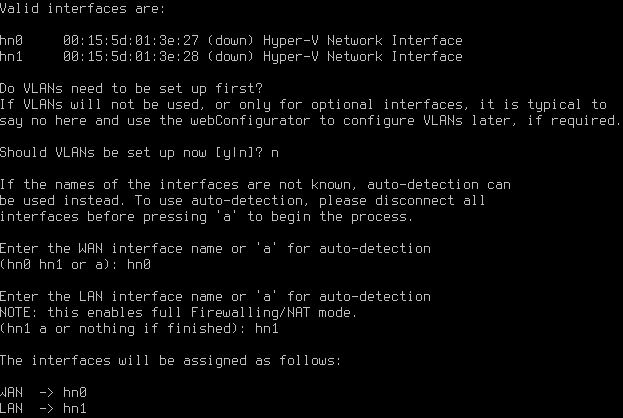 Valid interfaces are:
hn0     00:15:5d:01:3e:27 (down) Hyper-V Network Interface
hn1     00:15:5d:01:3e:28 (down) Hyper-V Network Interface
Do VLANs need to be set up first?
If VLANs will not be used, or only for optional interfaces, it is typical to
say no here and use the webConfigurator to configure VLANs later, if required.
Should VLANs be set up now [y|n]? n
If the names of the interfaces are not known, auto-detection can
be used instead. To use auto-detection, please disconnect all
interfaces before pressing 'a' to begin the process.
Enter the WAN interface name or 'a' for auto-detection
(hn0 hn1 or a): hn0
Enter the LAN interface name or 'a' for auto-detection
NOTE: this enables full Firewalling/NAT mode.
(hn1 a or nothing if finished): hn1
The interfaces will be assigned as follows:
WAN  -> hn0
LAN  -> hn1